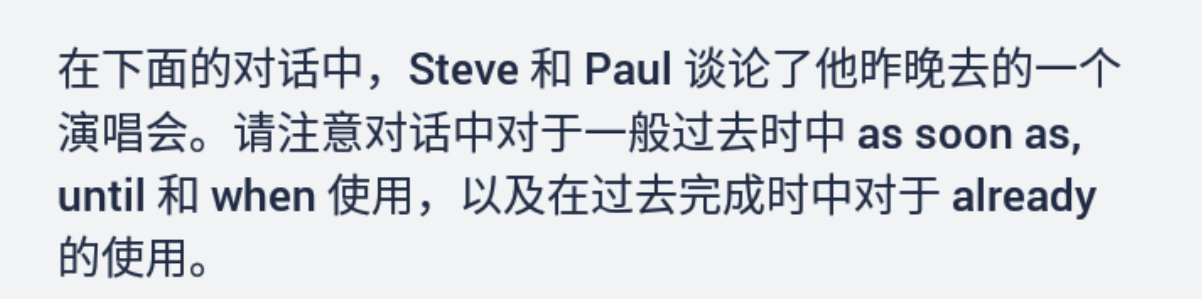 在下面的对话中，Steve 和 Paul 谈论了他昨晚去的一个
演唱会。请注意对话中对于一般过去时中 as soon as,
until 和 when 使用，以及在过去完成时中对于 already
的使用。